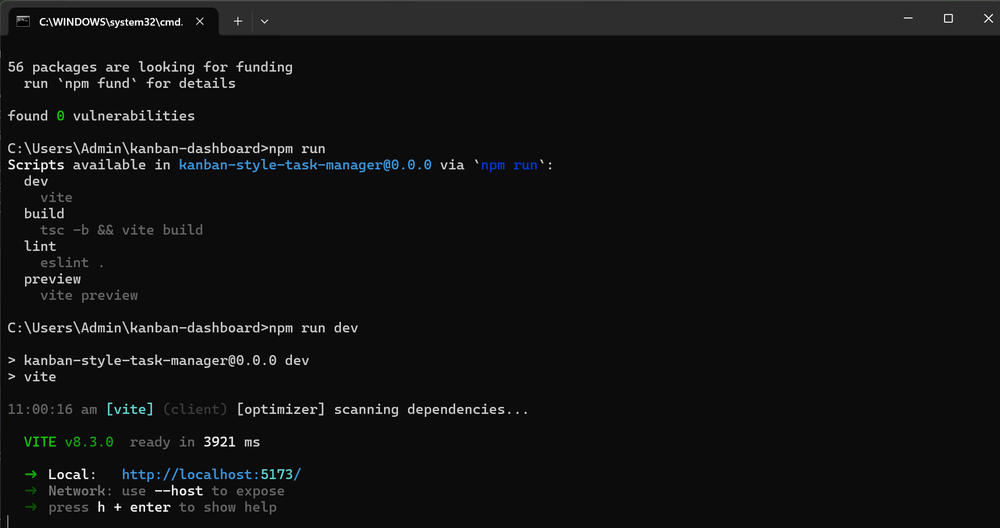 C:\WINDOWS\system32\cmd.
56 packages are looking for funding
  run `npm fund` for details
found 0 vulnerabilities
C:\Users\Admin\kanban-dashboard>npm run
Scripts available in kanban-style-task-manager@0.0.0 via `npm run`:
  dev
    vite
  build
    tsc -b && vite build
  lint
    eslint .
  preview
    vite preview
C:\Users\Admin\kanban-dashboard>npm run dev
> kanban-style-task-manager@0.0.0 dev
> vite
11:00:16 am [vite] (client) [optimizer] scanning dependencies...
  VITE v8.3.0  ready in 3921 ms
  ➜ Local:   http://localhost:5173/
  ➜ Network: use --host to expose
  ➜ press h + enter to show help